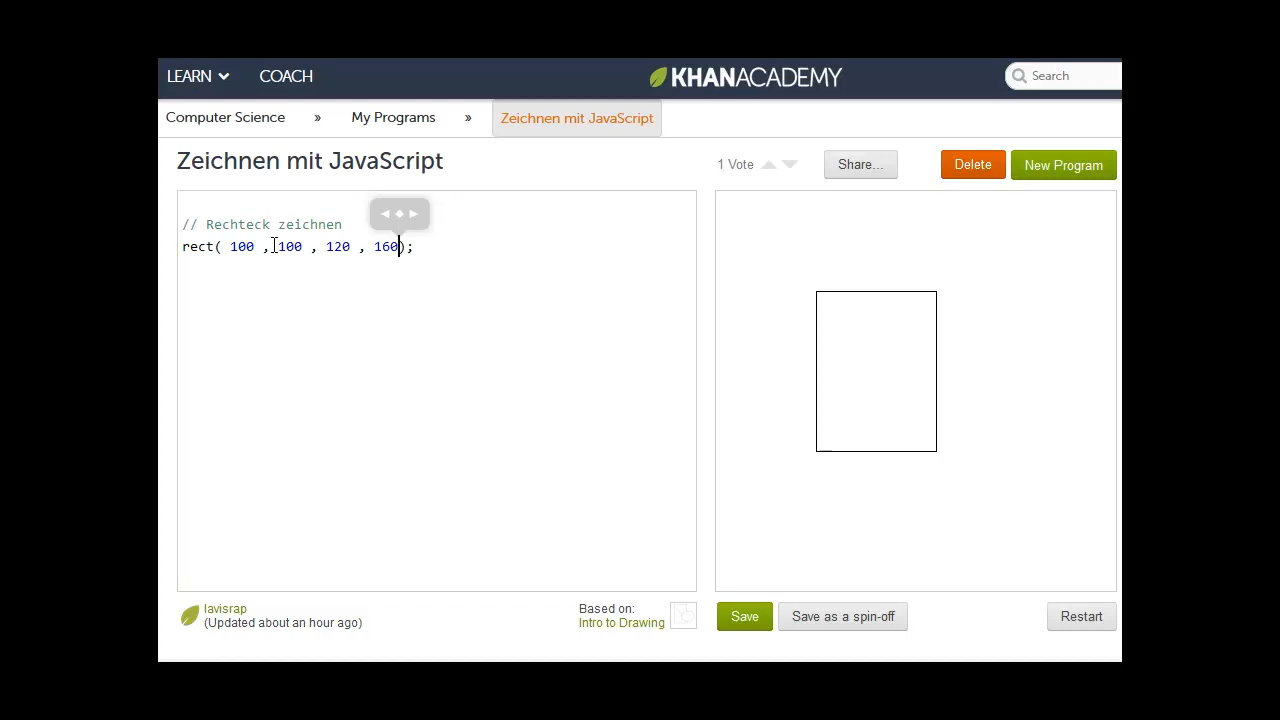 LEARN COACH KHANACADEMY Search
Computer Science » My Programs » Zeichnen mit JavaScript
Zeichnen mit JavaScript
1 Vote Share... Delete New Program
// Rechteck zeichnen
rect( 100 , 100 , 120 , 160);
lavisrap
(Updated about an hour ago)
Based on:
Intro to Drawing
Save Save as a spin-off Restart